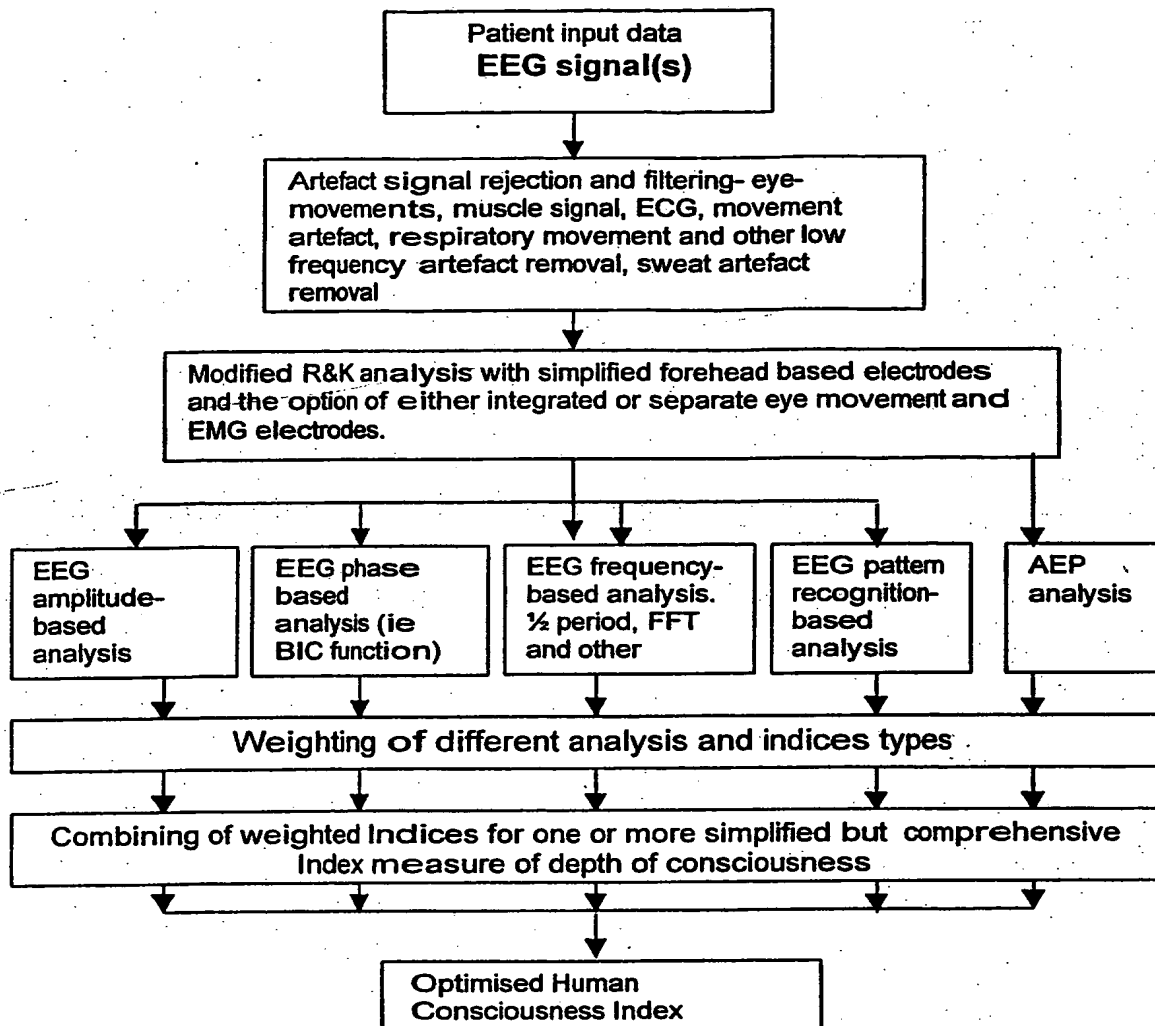 Patient input data
EEG signal(s)
Artefact signal rejection and filtering- eye-
movements, muscle signal, ECG, movement
artefact, respiratory movement and other low
frequency artefact removal, sweat artefact
removal
Modified R&K analysis with simplified forehead based electrodes
and the option of either integrated or separate eye movement and
EMG electrodes.
EEG
amplitude-
based
analysis
EEG phase
based
analysis (ie
BIC function)
EEG frequency-
based analysis.
½ period, FFT
and other
EEG pattern
recognition-
based
analysis
AEP
analysis
Weighting of different analysis and indices types
Combining of weighted Indices for one or more simplified but comprehensive
Index measure of depth of consciousness
Optimised Human
Consciousness Index